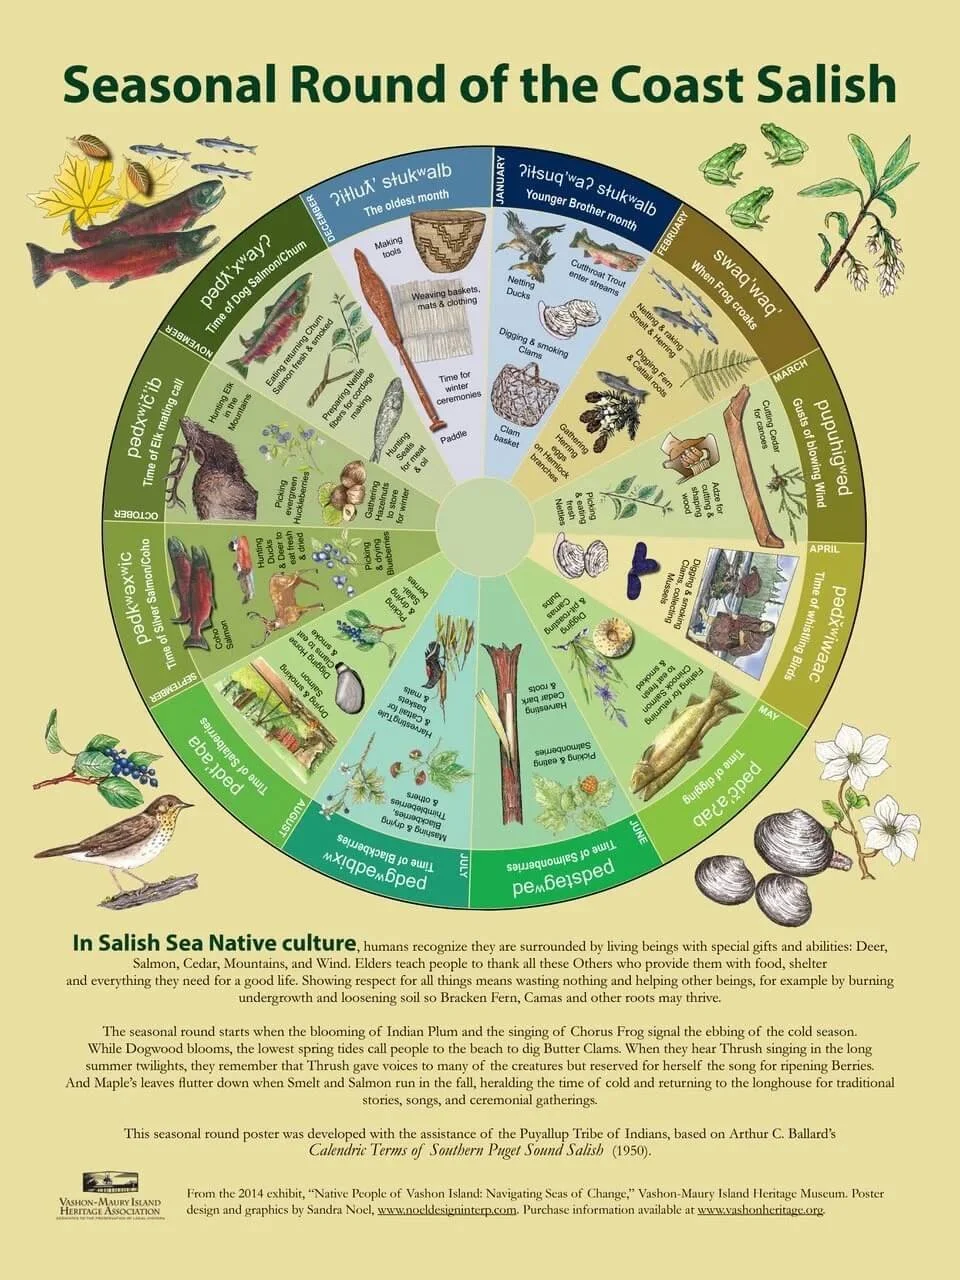 Seasonal Round of the Coast Salish
JANUARY
ʔiɬsuq'ʷaʔ sɬukʷalb
Younger Brother month
Netting
Ducks
Cutthroat Trout
enter streams
Digging & smoking
Clams
Clam
basket
FEBRUARY
swaq'waq'
When Frog croaks
Netting & raking
Smelt & Herring
Digging Fern
& Cattail roots
Gathering
Herring
eggs
on Hemlock
branches
MARCH
Gusts of blowing Wind
Cutting Cedar
for canoes
Adze for
cutting &
shaping
wood
Picking
& eating
fresh
Nettles
APRIL
Time of whistling Birds
Digging & smoking
Clams, collecting
Mussels
MAY
Time of digging
Fishing for returning
Chinook Salmon
to eat fresh
& smoked
Digging
& pit-roasting
Camas
bulbs
JUNE
pədstəgʷəd
Time of Salmonberries
Harvesting
Cedar bark
& roots
Picking & eating
Salmonberries
JULY
pədgʷədbixʷ
Time of Blackberries
Harvesting Tule
& Cattail for
baskets
& mats
Mashing & drying
Blackberries,
Thimbleberries
& others
AUGUST
pədt'aqa
Time of Salalberries
Picking
& drying
Salal-
berries
Digging Horse
Clams to eat
& smoke
Drying & smoking
Salmon
SEPTEMBER
Time of Silver Salmon/Coho
Coho
Salmon
Hunting
Ducks
& Deer to
eat fresh
& dried
Picking
& drying
Blueberries
OCTOBER
Time of Elk mating call
Hunting Elk
in the
Mountains
Picking
evergreen
Huckleberries
Gathering
Hazelnuts
to store
for winter
NOVEMBER
pədƛ'xʷayʔ
Time of Dog Salmon/Chum
Eating returning Chum
Salmon fresh & smoked
Preparing Nettle
fibers for cordage
making
Hunting
Seals
for meat
& oil
DECEMBER
ʔiɬluƛ' sɬukʷalb
The oldest month
Making
tools
Weaving baskets,
mats & clothing
Time for
winter
ceremonies
Paddle
In Salish Sea Native culture, humans recognize they are surrounded by living beings with special gifts and abilities: Deer,
Salmon, Cedar, Mountains, and Wind. Elders teach people to thank all these Others who provide them with food, shelter
and everything they need for a good life. Showing respect for all things means wasting nothing and helping other beings, for example by burning
undergrowth and loosening soil so Bracken Fern, Camas and other roots may thrive.
The seasonal round starts when the blooming of Indian Plum and the singing of Chorus Frog signal the ebbing of the cold season.
While Dogwood blooms, the lowest spring tides call people to the beach to dig Butter Clams. When they hear Thrush singing in the long
summer twilights, they remember that Thrush gave voices to many of the creatures but reserved for herself the song for ripening Berries.
And Maple's leaves flutter down when Smelt and Salmon run in the fall, heralding the time of cold and returning to the longhouse for traditional
stories, songs, and ceremonial gatherings.
This seasonal round poster was developed with the assistance of the Puyallup Tribe of Indians, based on Arthur C. Ballard's
Calendric Terms of Southern Puget Sound Salish (1950).
Vashon-Maury Island
Heritage Association
From the 2014 exhibit, "Native People of Vashon Island: Navigating Seas of Change," Vashon-Maury Island Heritage Museum. Poster
design and graphics by Sandra Noel, www.noeldesigninterp.com. Purchase information available at www.vashonheritage.org.